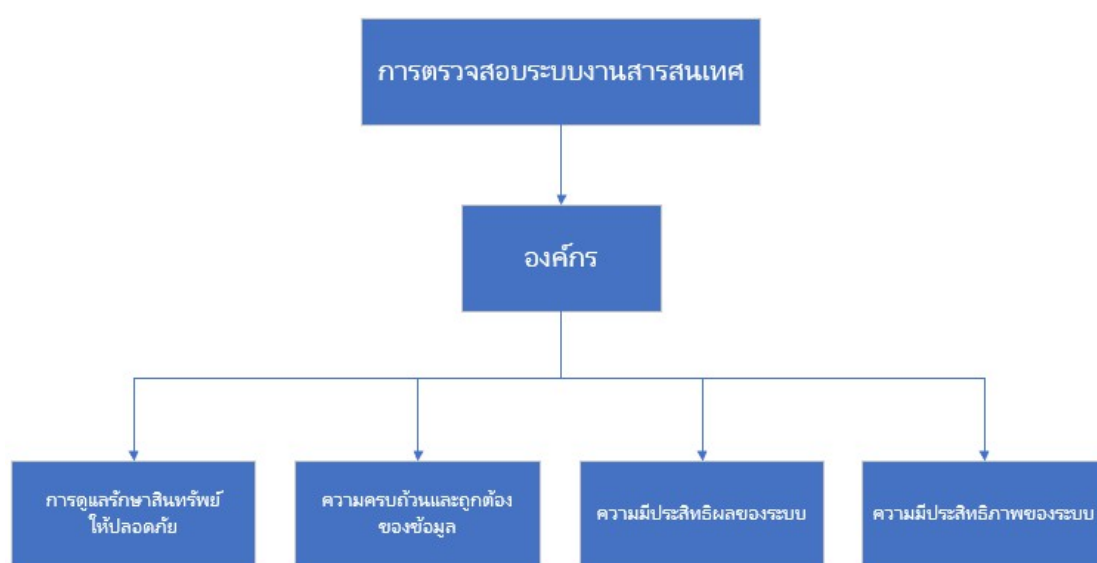 การตรวจสอบระบบงานสารสนเทศ
องค์กร
การดูแลรักษาสินทรัพย์
ให้ปลอดภัย
ความครบถ้วนและถูกต้อง
ของข้อมูล
ความมีประสิทธิผลของระบบ
ความมีประสิทธิภาพของระบบ